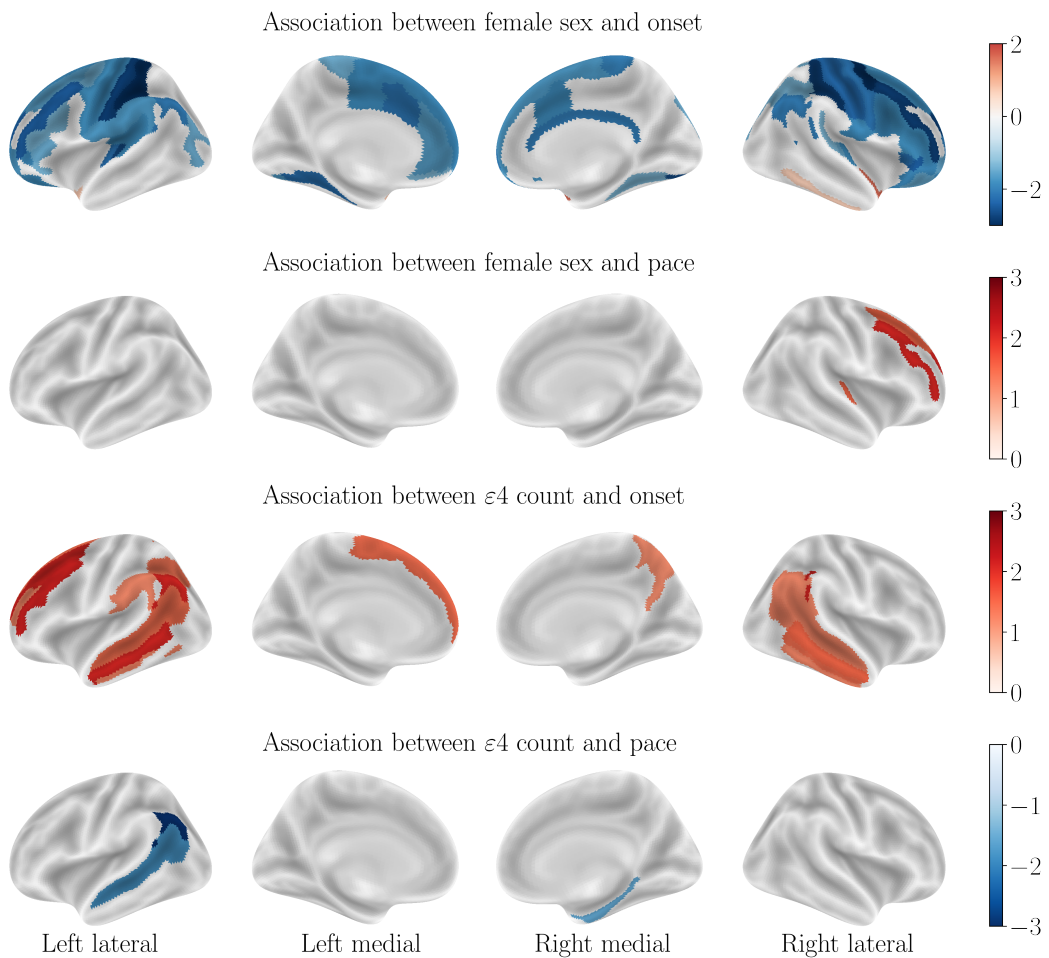 Association between female sex and onset
2
0
−2
Association between female sex and pace
3
2
1
0
Association between ε4 count and onset
3
2
1
0
Association between ε4 count and pace
0
−1
−2
−3
Left lateral
Left medial
Right medial
Right lateral